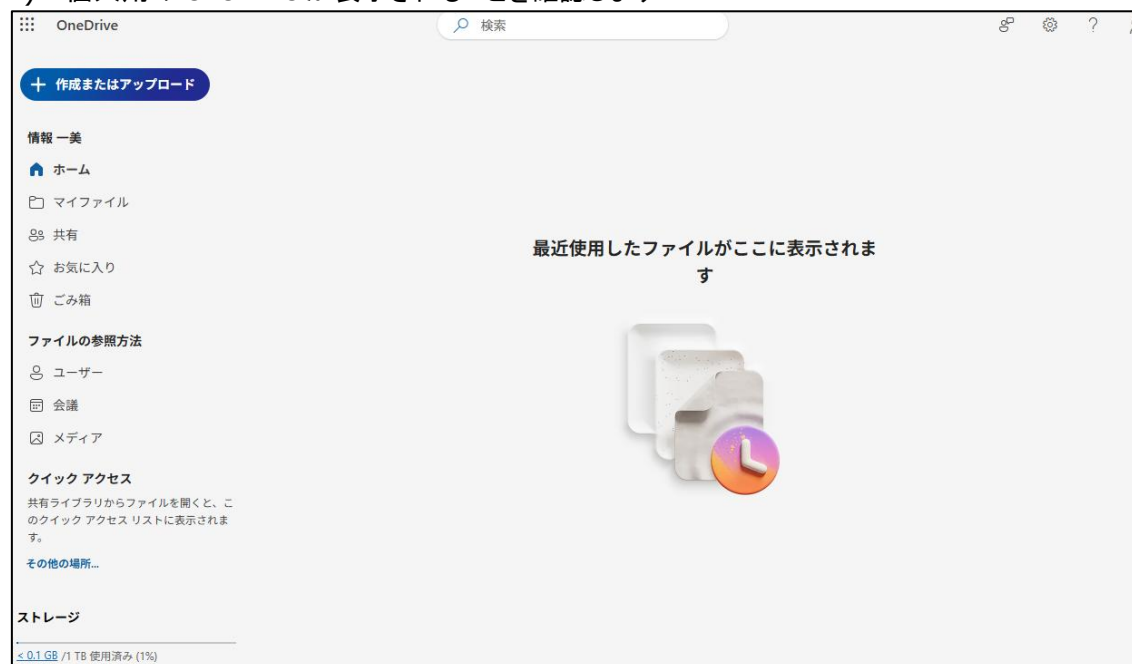 OneDrive
検索
作成またはアップロード
情報 一美
ホーム
マイファイル
共有
お気に入り
ごみ箱
ファイルの参照方法
ユーザー
会議
メディア
クイック アクセス
共有ライブラリからファイルを開くと、こ
のクイック アクセス リストに表示されま
す。
その他の場所...
ストレージ
< 0.1 GB /1 TB 使用済み (1%)
最近使用したファイルがここに表示されま
す